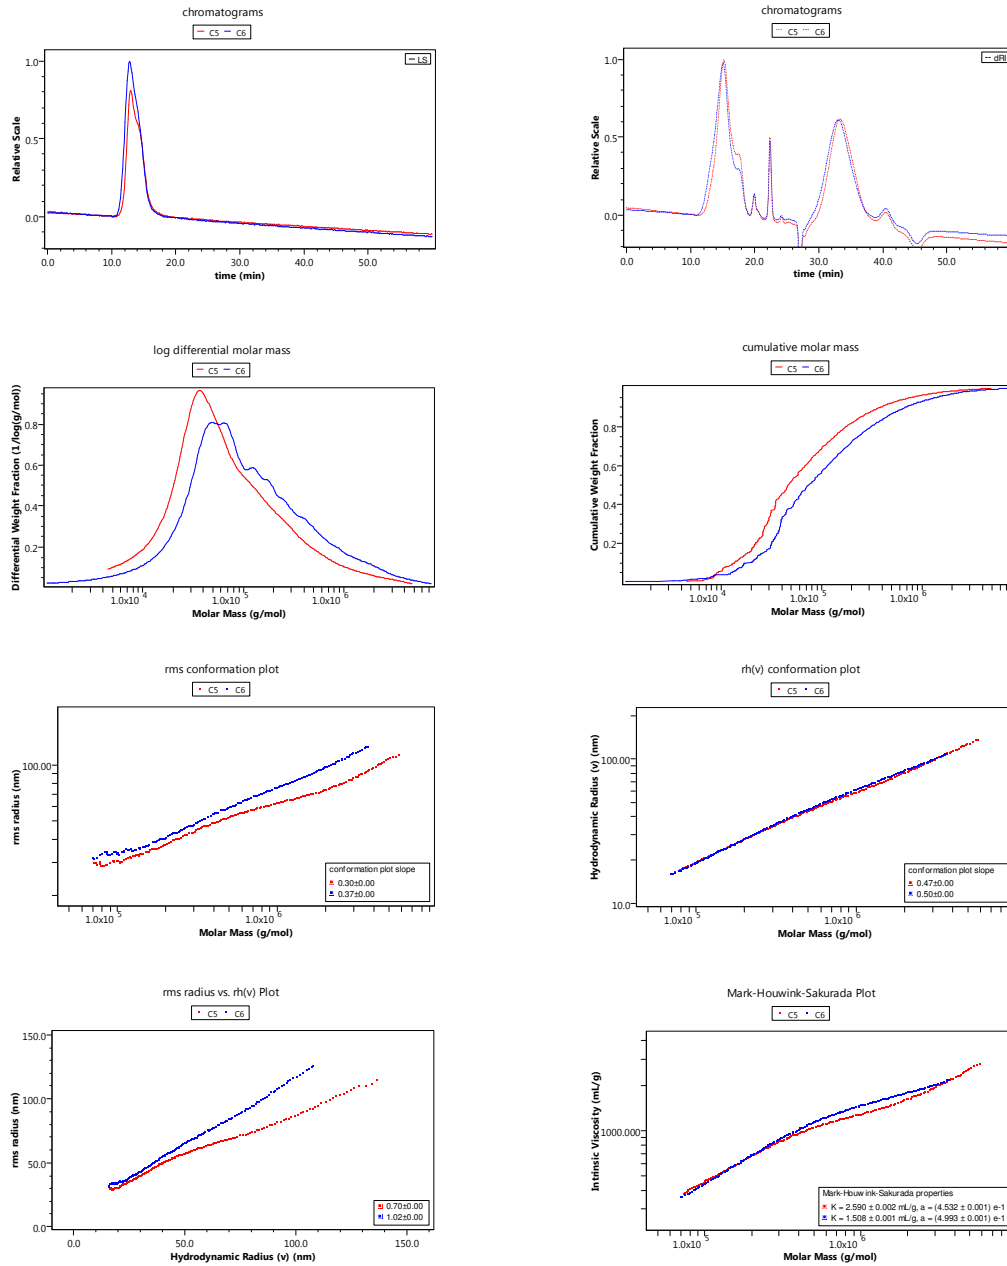 chromatograms
C5 C6
LS
Relative Scale
1.0
0.5
0.0
0.0 10.0 20.0 30.0 40.0 50.0
time (min)
chromatograms
C5 C6
dRI
Relative Scale
1.0
0.5
0.0
0.0 10.0 20.0 30.0 40.0 50.0
time (min)
log differential molar mass
C5 C6
Differential Weight Fraction (1/log(g/mol))
0.8
0.6
0.4
0.2
1.0x10 4 1.0x10 5 1.0x10 6
Molar Mass (g/mol)
cumulative molar mass
C5 C6
Cumulative Weight Fraction
0.8
0.6
0.4
0.2
1.0x10 4 1.0x10 5 1.0x10 6
Molar Mass (g/mol)
rms conformation plot
C5 C6
rms radius (nm)
100.00
conformation plot slope
0.30±0.00
0.37±0.00
1.0x10 5 1.0x10 6
Molar Mass (g/mol)
rh(v) conformation plot
C5 C6
Hydrodynamic Radius (v) (nm)
100.00
10.0
conformation plot slope
0.47±0.00
0.50±0.00
1.0x10 5 1.0x10 6
Molar Mass (g/mol)
rms radius vs. rh(v) Plot
C5 C6
rms radius (nm)
150.0
100.0
50.0
0.0
0.70±0.00
1.02±0.00
0.0 50.0 100.0 150.0
Hydrodynamic Radius (v) (nm)
Mark-Houwink-Sakurada Plot
C5 C6
Intrinsic Viscosity (mL/g)
1000.000
Mark-Houwink-Sakurada properties
K = 2.590 ± 0.002 mL/g, a = (4.532 ± 0.001) e-1
K = 1.508 ± 0.001 mL/g, a = (4.993 ± 0.001) e-1
1.0x10 5 1.0x10 6
Molar Mass (g/mol)